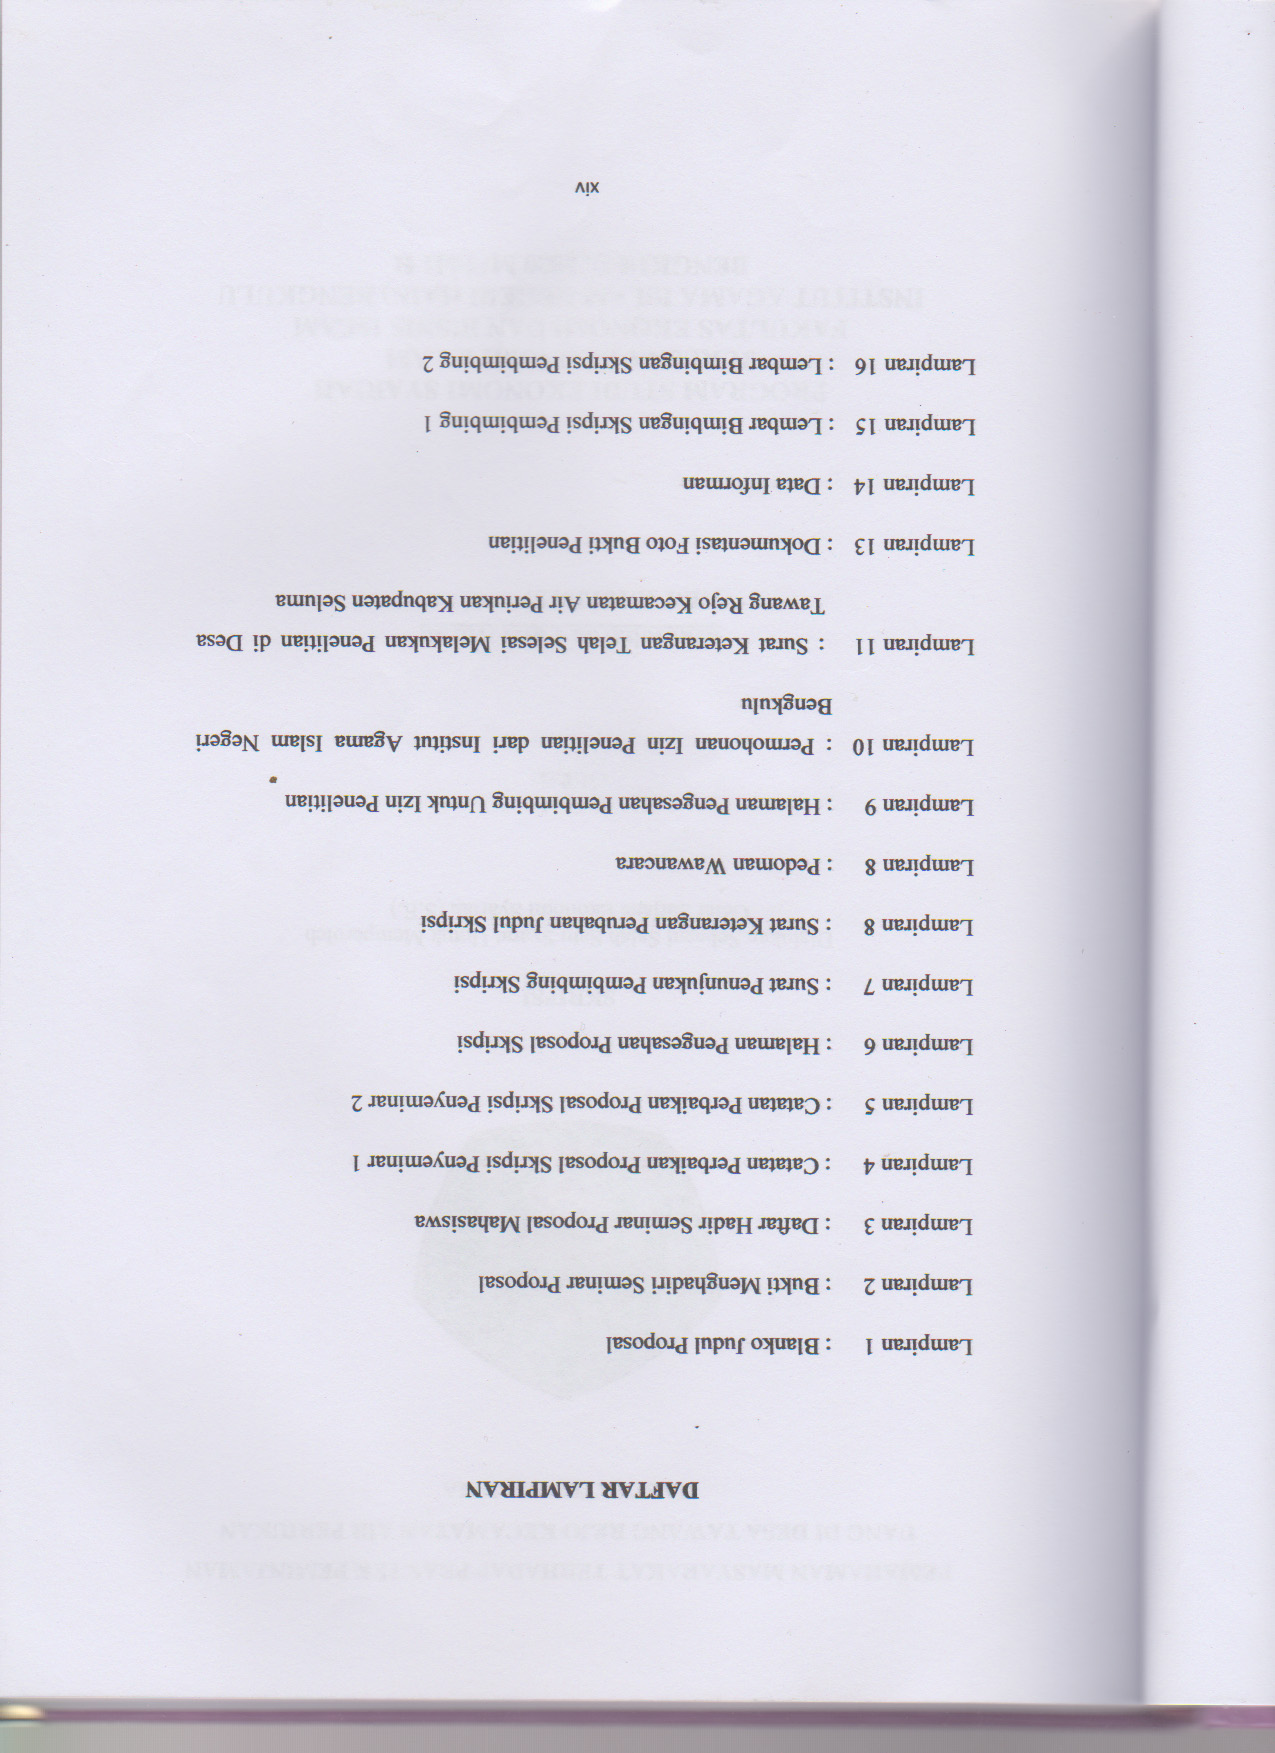 DAFTAR LAMPIRAN
Lampiran 1 : Blanko Judul Proposal
Lampiran 2 : Bukti Menghadiri Seminar Proposal
Lampiran 3 : Daftar Hadir Seminar Proposal Mahasiswa
Lampiran 4 : Catatan Perbaikan Proposal Skripsi Penyeminar 1
Lampiran 5 : Catatan Perbaikan Proposal Skripsi Penyeminar 2
Lampiran 6 : Halaman Pengesahan Proposal Skripsi
Lampiran 7 : Surat Penunjukan Pembimbing Skripsi
Lampiran 8 : Surat Keterangan Perubahan Judul Skripsi
Lampiran 8 : Pedoman Wawancara
Lampiran 9 : Halaman Pengesahan Pembimbing Untuk Izin Penelitian
Lampiran 10 : Permohonan Izin Penelitian dari Institut Agama Islam Negeri
Bengkulu
Lampiran 11 : Surat Keterangan Telah Selesai Melakukan Penelitian di Desa
Tawang Rejo Kecamatan Air Periukan Kabupaten Seluma
Lampiran 13 : Dokumentasi Foto Bukti Penelitian
Lampiran 14 : Data Informan
Lampiran 15 : Lembar Bimbingan Skripsi Pembimbing 1
Lampiran 16 : Lembar Bimbingan Skripsi Pembimbing 2
xiv